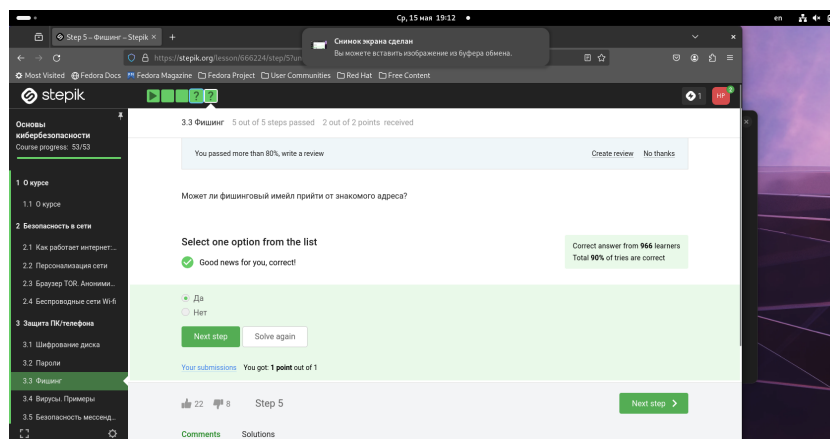 Ср, 15 мая 19:12
en
Step 5 – Фишинг – Stepik
Снимок экрана сделан
Вы можете вставить изображение из буфера обмена.
https://stepik.org/lesson/666224/step/5?un
Most Visited Fedora Docs Fedora Magazine Fedora Project User Communities Red Hat Free Content
stepik
? ?
1
HP
2
Основы
кибербезопасности
Course progress: 53/53
3.3 Фишинг 5 out of 5 steps passed 2 out of 2 points received
You passed more than 80%, write a review Create review No thanks
1 О курсе
1.1 О курсе
2 Безопасность в сети
2.1 Как работает интернет:...
2.2 Персонализация сети
2.3 Браузер TOR. Аноними...
2.4 Беспроводные сети Wi-fi
3 Защита ПК/телефона
3.1 Шифрование диска
3.2 Пароли
3.3 Фишинг
3.4 Вирусы. Примеры
3.5 Безопасность мессенд...
Может ли фишинговый имейл прийти от знакомого адреса?
Select one option from the list
Good news for you, correct!
Correct answer from 966 learners
Total 90% of tries are correct
Да
Нет
Next step Solve again
Your submissions You got: 1 point out of 1
22 8 Step 5 Next step
Comments Solutions